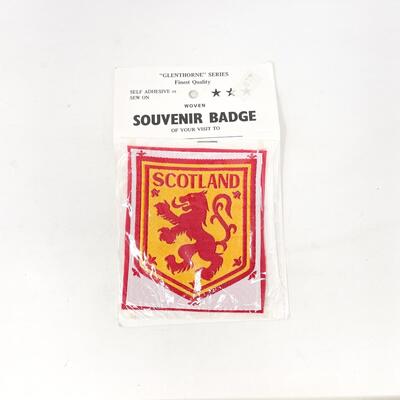 "GLENTHORNE" SERIES
Finest Quality
SELF ADHESIVE or
SEW ON
WOVEN
SOUVENIR BADGE
OF YOUR VISIT TO
SCOTLAND